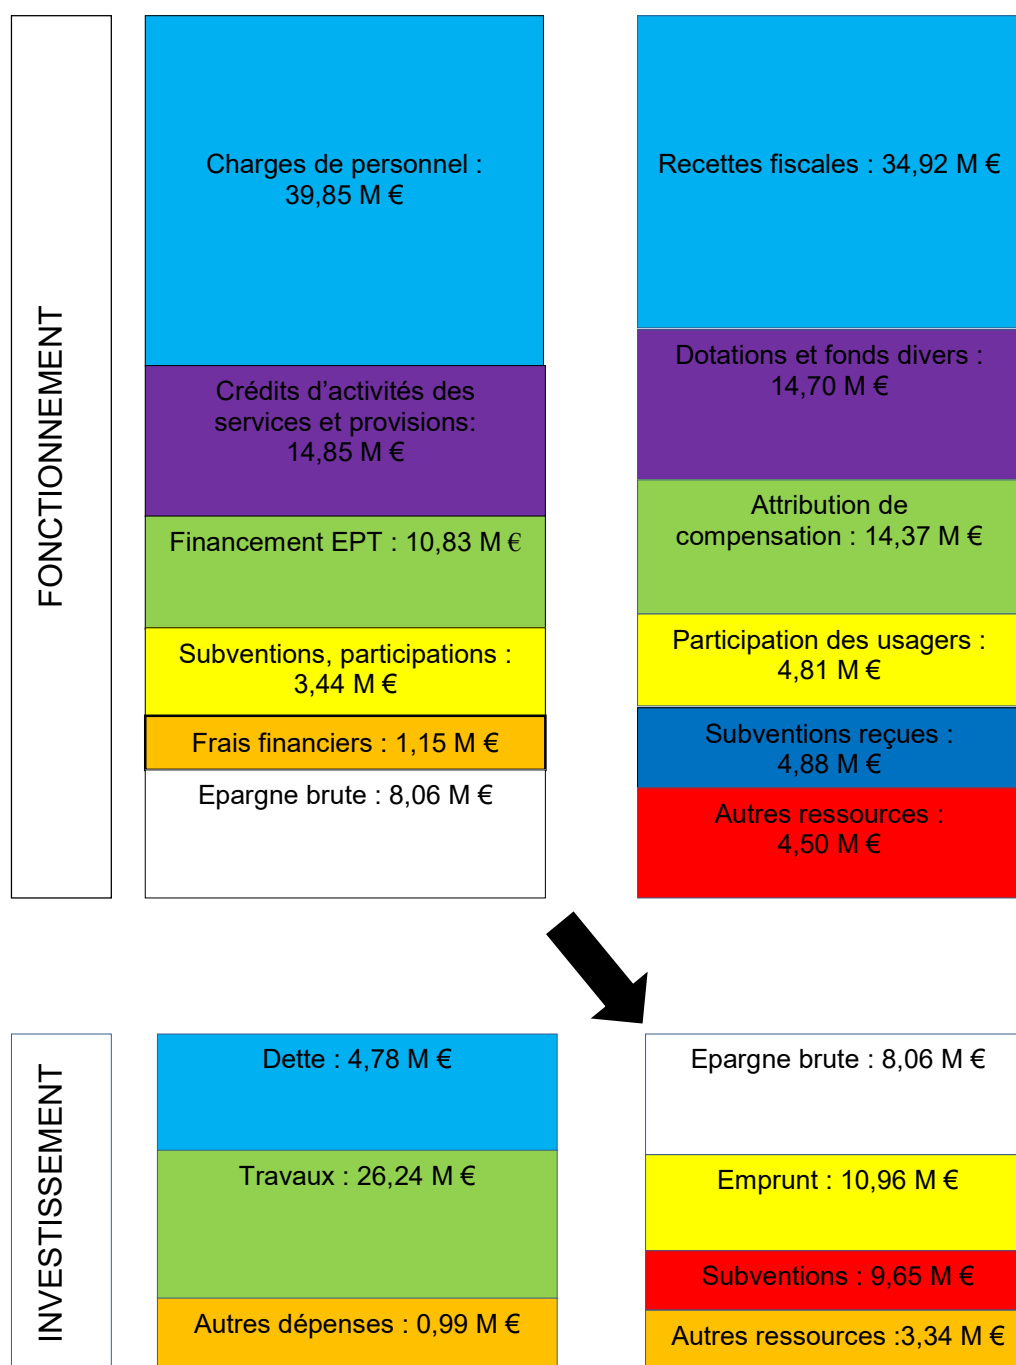 FONCTIONNEMENT
Charges de personnel :
39,85 M €
Crédits d’activités des
services et provisions:
14,85 M €
Financement EPT : 10,83 M €
Subventions, participations :
3,44 M €
Frais financiers : 1,15 M €
Epargne brute : 8,06 M €
Recettes fiscales : 34,92 M €
Dotations et fonds divers :
14,70 M €
Attribution de
compensation : 14,37 M €
Participation des usagers :
4,81 M €
Subventions reçues :
4,88 M €
Autres ressources :
4,50 M €
INVESTISSEMENT
Dette : 4,78 M €
Travaux : 26,24 M €
Autres dépenses : 0,99 M €
Epargne brute : 8,06 M €
Emprunt : 10,96 M €
Subventions : 9,65 M €
Autres ressources :3,34 M €